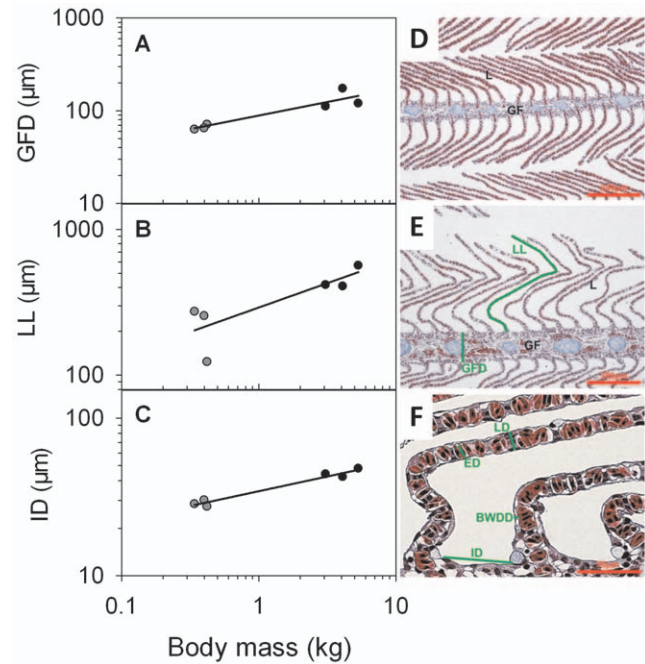 A
1000
100
10
GFD (µm)
B
1000
100
LL (µm)
C
100
10
ID (µm)
0.1 1 10
Body mass (kg)
D
L
GF
E
LL
L
GF
GFD
F
LD
ED
BWDD
ID